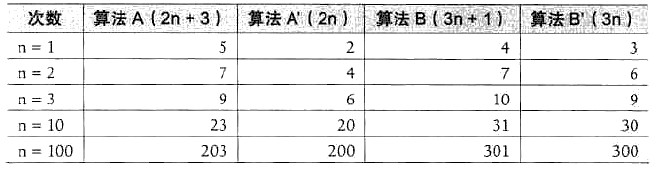 次数 算法 A（2n + 3） 算法 A'（2n） 算法 B（3n + 1） 算法 B'（3n）
n = 1 5 2 4 3
n = 2 7 4 7 6
n = 3 9 6 10 9
n = 10 23 20 31 30
n = 100 203 200 301 300